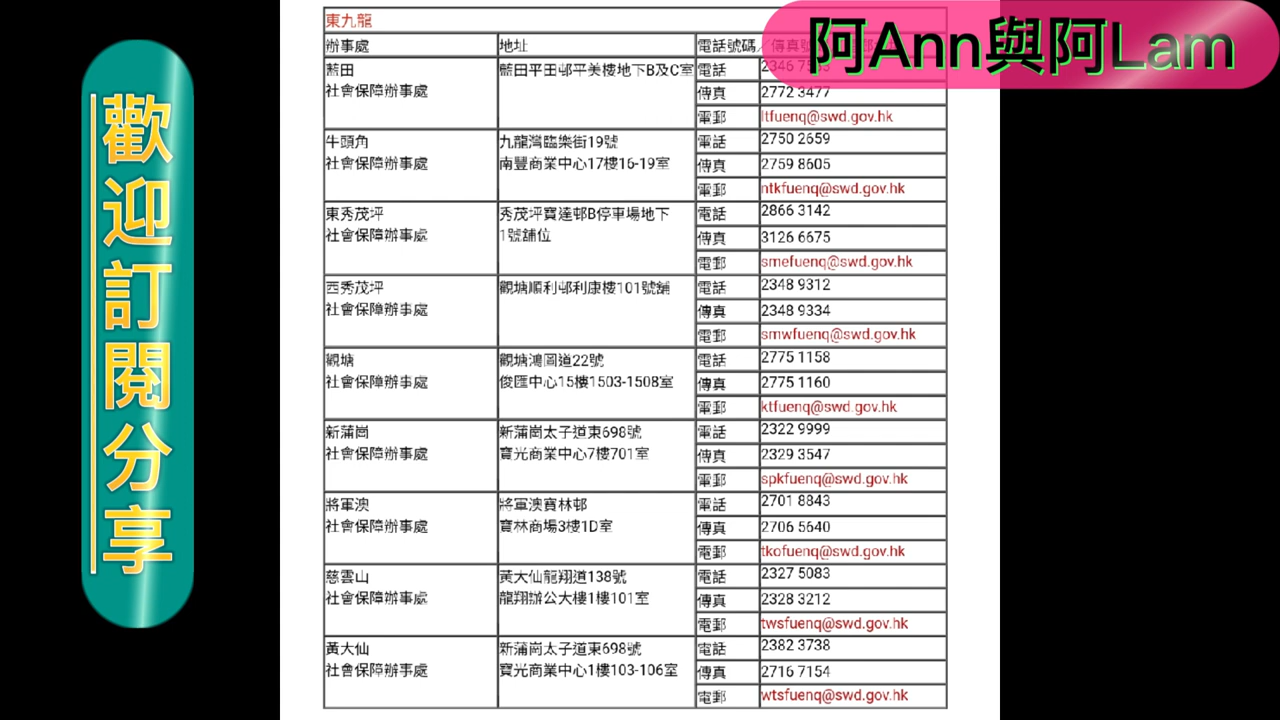 歡迎訂閱分享
阿Ann與阿Lam
東九龍
辦事處 地址 電話號碼
藍田 藍田平田邨平美樓地下B及C室 電話 2346
社會保障辦事處 傳真 2772 3477
電郵 ltfuenq@swd.gov.hk
牛頭角 九龍灣臨樂街19號 電話 2750 2659
社會保障辦事處 南豐商業中心17樓16-19室 傳真 2759 8605
電郵 ntkfuenq@swd.gov.hk
東秀茂坪 秀茂坪寶達邨B停車場地下 電話 2866 3142
社會保障辦事處 1號舖位 傳真 3126 6675
電郵 smefuenq@swd.gov.hk
西秀茂坪 觀塘順利邨利康樓101號舖 電話 2348 9312
社會保障辦事處 傳真 2348 9334
電郵 smwfuenq@swd.gov.hk
觀塘 觀塘鴻圖道22號 電話 2775 1158
社會保障辦事處 俊匯中心15樓1503-1508室 傳真 2775 1160
電郵 ktfuenq@swd.gov.hk
新蒲崗 新蒲崗太子道東698號 電話 2322 9999
社會保障辦事處 寶光商業中心7樓701室 傳真 2329 3547
電郵 spkfuenq@swd.gov.hk
將軍澳 將軍澳寶林邨 電話 2701 8843
社會保障辦事處 寶林商場3樓1D室 傳真 2706 5640
電郵 tkofuenq@swd.gov.hk
慈雲山 黃大仙龍翔道138號 電話 2327 5083
社會保障辦事處 龍翔辦公大樓1樓101室 傳真 2328 3212
電郵 twsfuenq@swd.gov.hk
黃大仙 新蒲崗太子道東698號 電話 2382 3738
社會保障辦事處 寶光商業中心1樓103-106室 傳真 2716 7154
電郵 wtsfuenq@swd.gov.hk